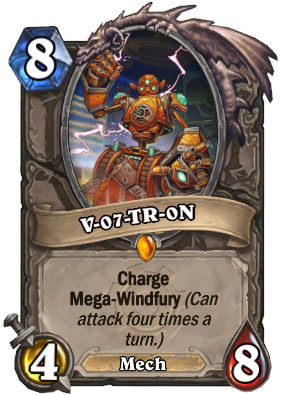 8
V-07-TR-0N
Charge
Mega-Windfury (Can
attack four times a
turn.)
4
Mech
8